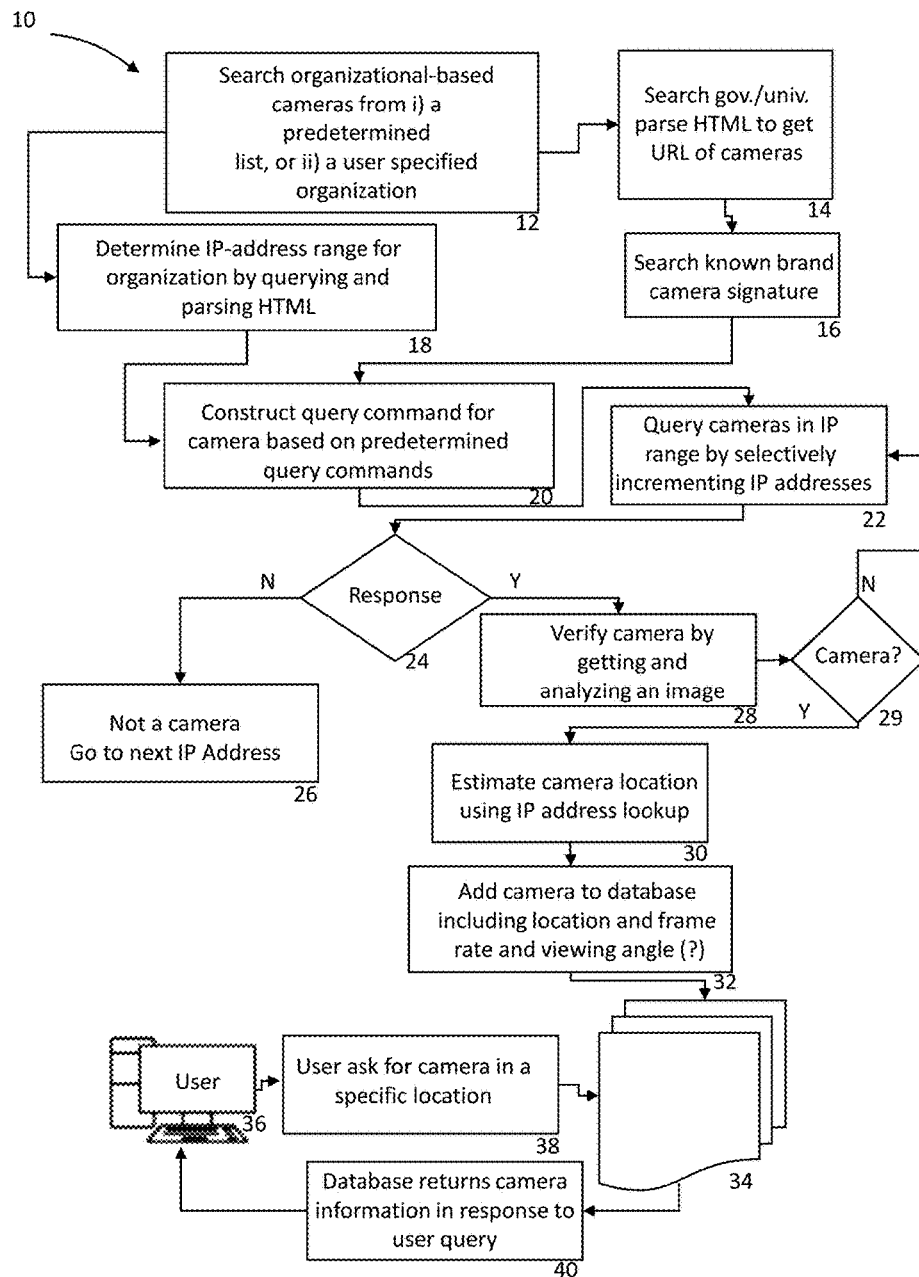 10
Search organizational-based
cameras from i) a
predetermined
list, or ii) a user specified
organization
12
Search gov./univ.
parse HTML to get
URL of cameras
14
Determine IP-address range for
organization by querying and
parsing HTML
18
Search known brand
camera signature
16
Construct query command for
camera based on predetermined
query commands
20
Query cameras in IP
range by selectively
incrementing IP addresses
22
Response
24
N
Y
Not a camera
Go to next IP Address
26
Verify camera by
getting and
analyzing an image
28
Camera?
29
N
Y
Estimate camera location
using IP address lookup
30
Add camera to database
including location and frame
rate and viewing angle (?)
32
User
36
User ask for camera in a
specific location
38
34
Database returns camera
information in response to
user query
40